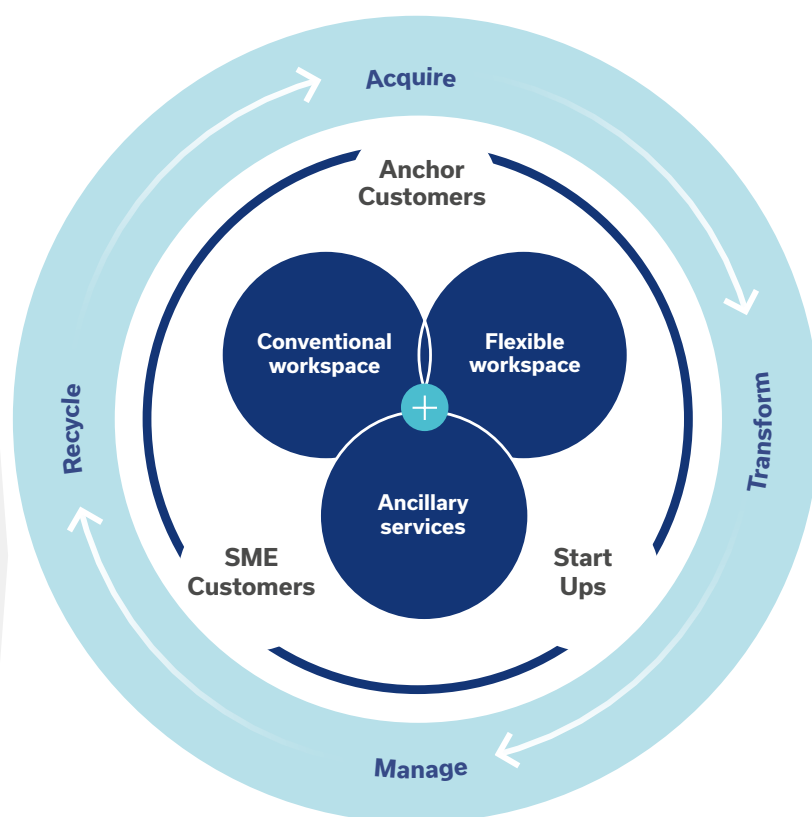 Acquire
Anchor
Customers
Conventional
workspace
Flexible
workspace
Recycle
Transform
Ancillary
services
SME
Customers
Start
Ups
Manage